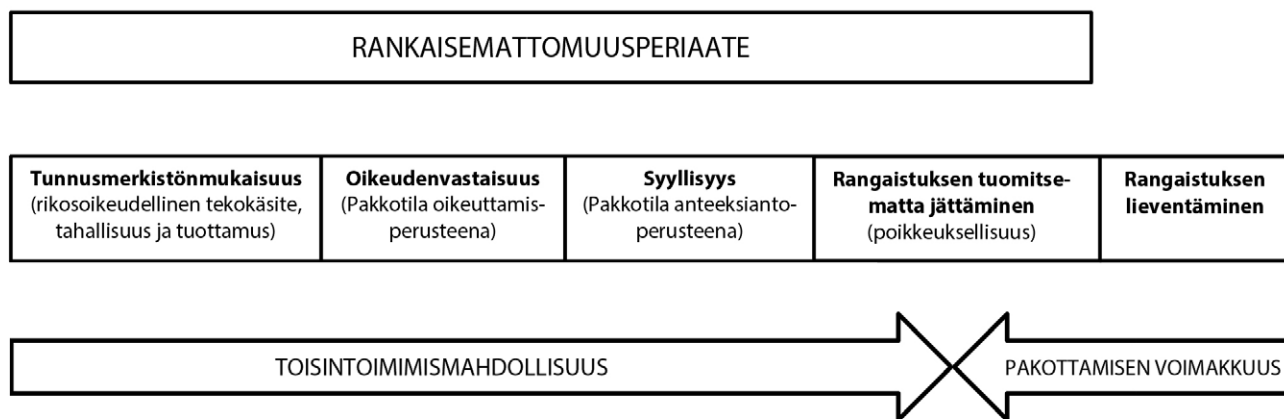 RANKAISEMATTOMUUSPERIAATE
Tunnusmerkistönmukaisuus
(rikosoikeudellinen tekokäsite,
tahallisuus ja tuottamus)
Oikeudenvastaisuus
(Pakkotila oikeuttamis-
perusteena)
Syyllisyys
(Pakkotila anteeksianto-
perusteena)
Rangaistuksen tuomitse-
matta jättäminen
(poikkeuksellisuus)
Rangaistuksen
lieventäminen
TOISINTOIMIMISMAHDOLLISUUS
PAKOTTAMISEN VOIMAKKUUS